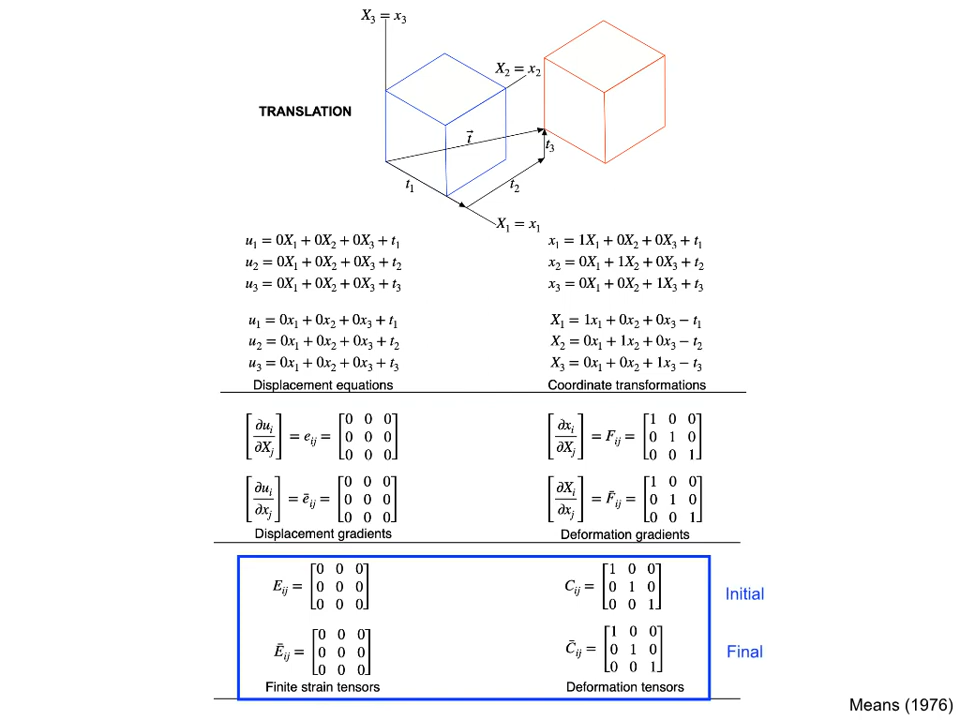 X₃ = x₃
X₂ = x₂
TRANSLATION
t⃗
t₃
t₁
t₂
X₁ = x₁
u₁ = 0X₁ + 0X₂ + 0X₃ + t₁
x₁ = 1X₁ + 0X₂ + 0X₃ + t₁
u₂ = 0X₁ + 0X₂ + 0X₃ + t₂
x₂ = 0X₁ + 1X₂ + 0X₃ + t₂
u₃ = 0X₁ + 0X₂ + 0X₃ + t₃
x₃ = 0X₁ + 0X₂ + 1X₃ + t₃
u₁ = 0x₁ + 0x₂ + 0x₃ + t₁
X₁ = 1x₁ + 0x₂ + 0x₃ − t₁
u₂ = 0x₁ + 0x₂ + 0x₃ + t₂
X₂ = 0x₁ + 1x₂ + 0x₃ − t₂
u₃ = 0x₁ + 0x₂ + 0x₃ + t₃
X₃ = 0x₁ + 0x₂ + 1x₃ − t₃
Displacement equations
Coordinate transformations
[∂uᵢ/∂Xⱼ] = eᵢⱼ = [0 0 0
0 0 0
0 0 0]
[∂xᵢ/∂Xⱼ] = Fᵢⱼ = [1 0 0
0 1 0
0 0 1]
[∂uᵢ/∂xⱼ] = ēᵢⱼ = [0 0 0
0 0 0
0 0 0]
[∂Xᵢ/∂xⱼ] = F̄ᵢⱼ = [1 0 0
0 1 0
0 0 1]
Displacement gradients
Deformation gradients
Eᵢⱼ = [0 0 0
0 0 0
0 0 0]
Cᵢⱼ = [1 0 0
0 1 0
0 0 1]
Initial
Ēᵢⱼ = [0 0 0
0 0 0
0 0 0]
C̄ᵢⱼ = [1 0 0
0 1 0
0 0 1]
Final
Finite strain tensors
Deformation tensors
Means (1976)